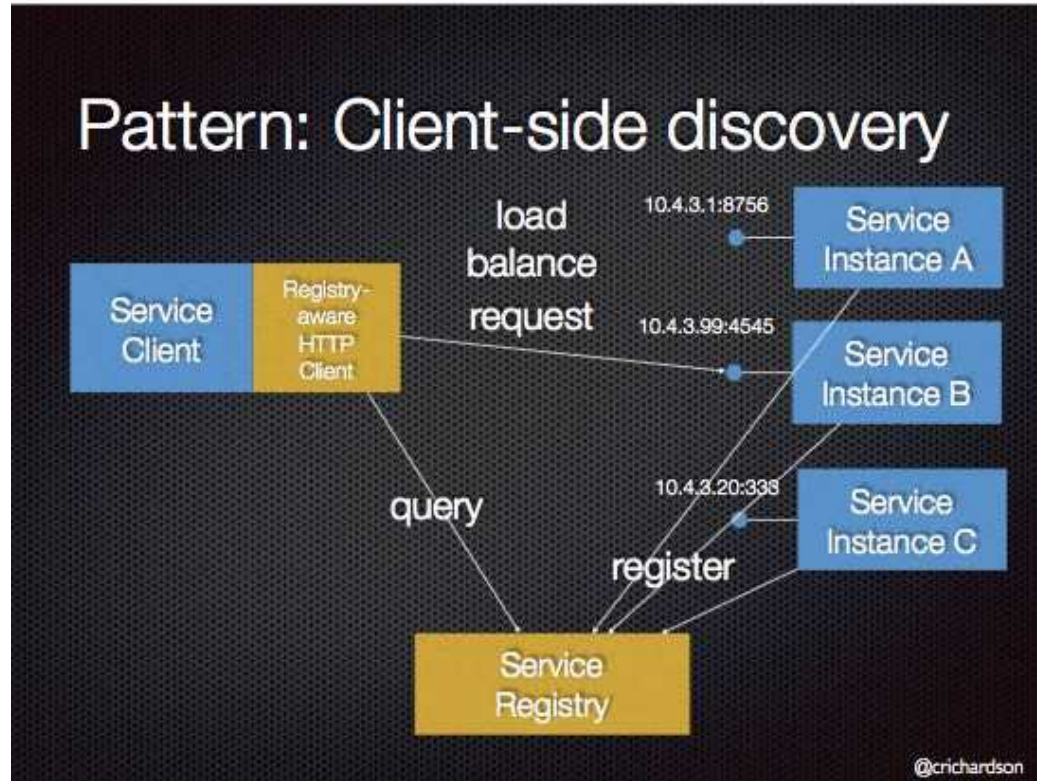 Pattern: Client-side discovery
load
balance
request
10.4.3.1:8756
Service
Instance A
Service
Client
Registry-
aware
HTTP
Client
10.4.3.99:4545
Service
Instance B
query
10.4.3.20:333
Service
Instance C
register
Service
Registry
@crichardson